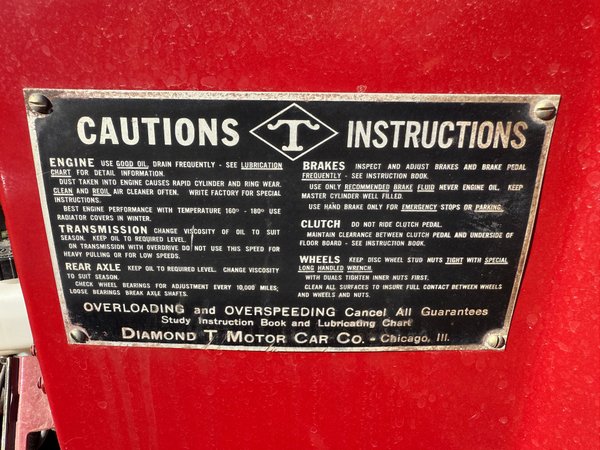 CAUTIONS T INSTRUCTIONS
ENGINE USE GOOD OIL, DRAIN FREQUENTLY - SEE LUBRICATION
CHART FOR DETAIL INFORMATION.
DUST TAKEN INTO ENGINE CAUSES RAPID CYLINDER AND RING WEAR.
CLEAN AND REOIL AIR CLEANER OFTEN. WRITE FACTORY FOR SPECIAL
INSTRUCTIONS.
BEST ENGINE PERFORMANCE WITH TEMPERATURE 160° - 180° USE
RADIATOR COVERS IN WINTER.
TRANSMISSION CHANGE VISCOSITY OF OIL TO SUIT
SEASON. KEEP OIL TO REQUIRED LEVEL.
ON TRANSMISSION WITH OVERDRIVE DO NOT USE THIS SPEED FOR
HEAVY PULLING OR FOR LOW SPEEDS.
REAR AXLE KEEP OIL TO REQUIRED LEVEL. CHANGE VISCOSITY
TO SUIT SEASON.
CHECK WHEEL BEARINGS FOR ADJUSTMENT EVERY 10,000 MILES;
LOOSE BEARINGS BREAK AXLE SHAFTS.
BRAKES INSPECT AND ADJUST BRAKES AND BRAKE PEDAL
FREQUENTLY - SEE INSTRUCTION BOOK.
USE ONLY RECOMMENDED BRAKE FLUID NEVER ENGINE OIL. KEEP
MASTER CYLINDER WELL FILLED.
USE HAND BRAKE ONLY FOR EMERGENCY STOPS OR PARKING.
CLUTCH DO NOT RIDE CLUTCH PEDAL.
MAINTAIN CLEARANCE BETWEEN CLUTCH PEDAL AND UNDERSIDE OF
FLOOR BOARD - SEE INSTRUCTION BOOK.
WHEELS KEEP DISC WHEEL STUD NUTS TIGHT WITH SPECIAL
LONG HANDLED WRENCH.
WITH DUALS TIGHTEN INNER NUTS FIRST.
CLEAN ALL SURFACES TO INSURE FULL CONTACT BETWEEN WHEELS
AND WHEELS AND NUTS.
OVERLOADING and OVERSPEEDING Cancel All Guarantees
Study Instruction Book and Lubricating Chart
DIAMOND T MOTOR CAR CO. - Chicago, Ill.